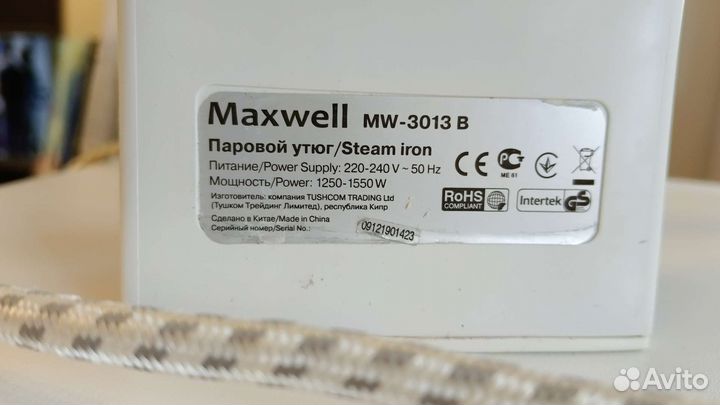 Maxwell MW-3013 B
Паровой утюг/Steam iron
Питание/Power Supply: 220-240 V ~ 50 Hz
Мощность/Power: 1250-1550 W
Изготовитель: компания TUSHCOM TRADING Ltd
(Тушком Трейдинг Лимитед), республика Кипр
Сделано в Китае/Made in China
Серийный номер/Serial No.:
09121901423
CE
ME 61
RoHS
COMPLIANT
Intertek GS
Avito